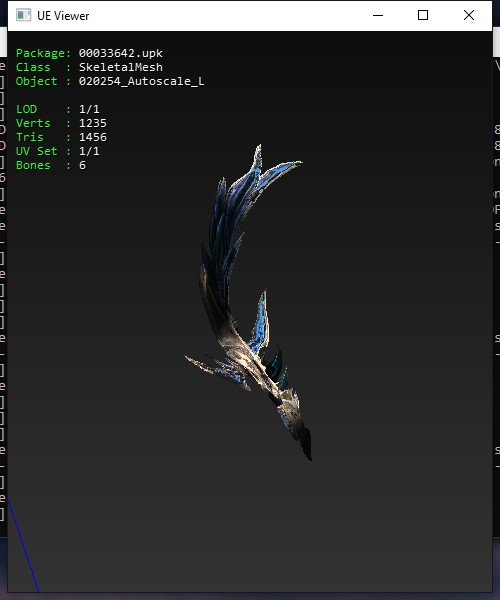 UE Viewer
Package: 00033642.upk
Class : SkeletalMesh
Object : 020254_Autoscale_L
LOD : 1/1
Verts : 1235
Tris : 1456
UV Set : 1/1
Bones : 6